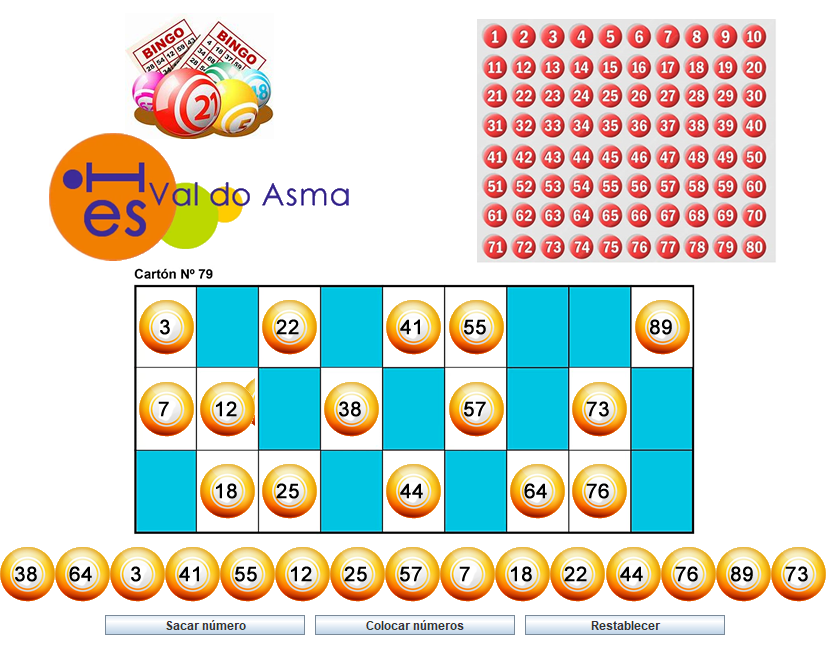 BINGO
BINGO
21
Val do Asma
es
1 2 3 4 5 6 7 8 9 10
11 12 13 14 15 16 17 18 19 20
21 22 23 24 25 26 27 28 29 30
31 32 33 34 35 36 37 38 39 40
41 42 43 44 45 46 47 48 49 50
51 52 53 54 55 56 57 58 59 60
61 62 63 64 65 66 67 68 69 70
71 72 73 74 75 76 77 78 79 80
Cartón Nº 79
3 22 41 55 89
7 12 38 57 73
18 25 44 64 76
38 64 3 41 55 12 25 57 7 18 22 44 76 89 73
Sacar número Colocar números Restablecer